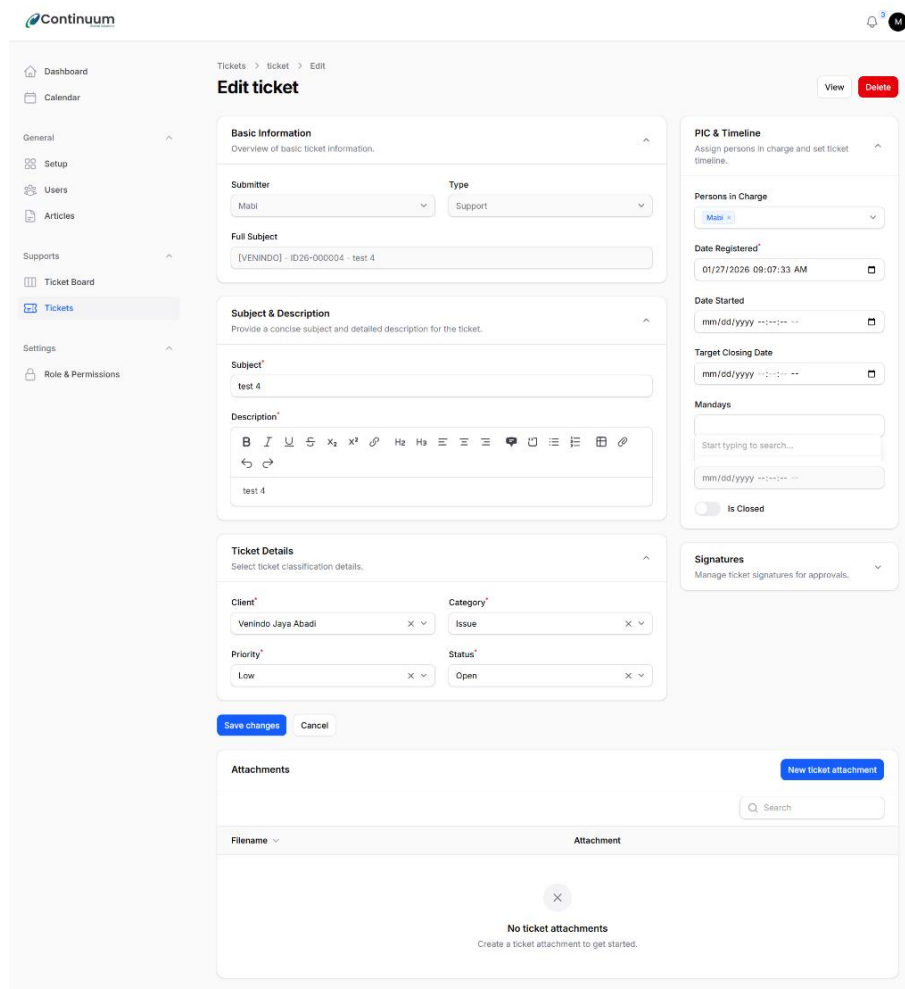 Continuum
3
M
Dashboard
Calendar
General
Setup
Users
Articles
Supports
Ticket Board
Tickets
Settings
Role & Permissions
Tickets > ticket > Edit
Edit ticket
View
Delete
Basic Information
Overview of basic ticket information.
Submitter
Type
Mabi
Support
Full Subject
[VENINDO] - ID26-000004 - test 4
Subject & Description
Provide a concise subject and detailed description for the ticket.
Subject*
test 4
Description*
B I U S x₂ x² H2 H3
test 4
Ticket Details
Select ticket classification details.
Client*
Category*
Venindo Jaya Abadi
Issue
Priority*
Status*
Low
Open
Save changes
Cancel
PIC & Timeline
Assign persons in charge and set ticket
timeline.
Persons in Charge
Mabi ×
Date Registered*
01/27/2026 09:07:33 AM
Date Started
mm/dd/yyyy --:--:-- --
Target Closing Date
mm/dd/yyyy --:--:-- --
Mandays
Start typing to search...
mm/dd/yyyy --:--:-- --
Is Closed
Signatures
Manage ticket signatures for approvals.
Attachments
New ticket attachment
Search
Filename
Attachment
No ticket attachments
Create a ticket attachment to get started.